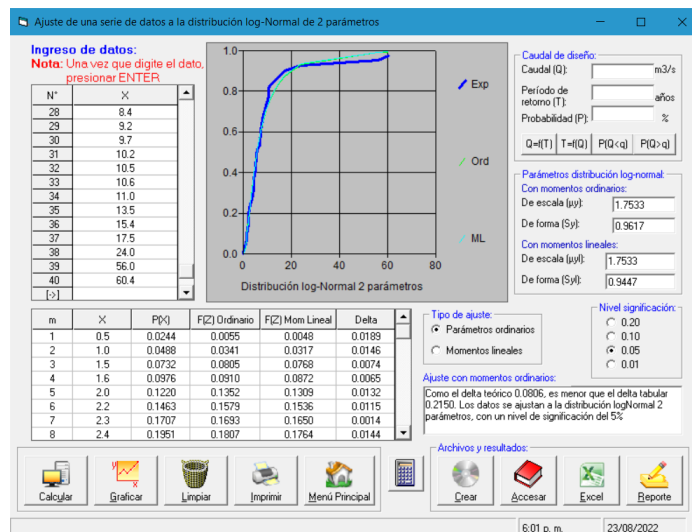 Ajuste de una serie de datos a la distribución log-Normal de 2 parámetros
Ingreso de datos:
Nota: Una vez que digite el dato,
presionar ENTER
N° X
28 8.4
29 9.2
30 9.7
31 10.2
32 10.5
33 10.6
34 11.0
35 13.5
36 15.4
37 17.5
38 24.0
39 56.0
40 60.4
[->]
1.0
0.8
0.6
0.4
0.2
0.0
0 20 40 60 80
Distribución log-Normal 2 parámetros
Exp
Ord
ML
Caudal de diseño:
Caudal (Q): m3/s
Período de
retorno (T): años
Probabilidad (P): %
Q=f(T) T=f(Q) P(Q<q) P(Q>q)
Parámetros distribución log-normal:
Con momentos ordinarios:
De escala (µy): 1.7533
De forma (Sy): 0.9617
Con momentos lineales:
De escala (µyl): 1.7533
De forma (Syl): 0.9447
m X P(X) F(Z) Ordinario F(Z) Mom Lineal Delta
1 0.5 0.0244 0.0055 0.0048 0.0189
2 1.0 0.0488 0.0341 0.0317 0.0146
3 1.5 0.0732 0.0805 0.0768 0.0074
4 1.6 0.0976 0.0910 0.0872 0.0065
5 2.0 0.1220 0.1352 0.1309 0.0132
6 2.2 0.1463 0.1579 0.1536 0.0115
7 2.3 0.1707 0.1693 0.1650 0.0014
8 2.4 0.1951 0.1807 0.1764 0.0144
Tipo de ajuste:
Parámetros ordinarios
Momentos lineales
Nivel significación:
0.20
0.10
0.05
0.01
Ajuste con momentos ordinarios:
Como el delta teórico 0.0806, es menor que el delta tabular
0.2150. Los datos se ajustan a la distribución logNormal 2
parámetros, con un nivel de significación del 5%
Calcular Graficar Limpiar Imprimir Menú Principal
Archivos y resultados:
Crear Accesar Excel Reporte
6:01 p. m. 23/08/2022